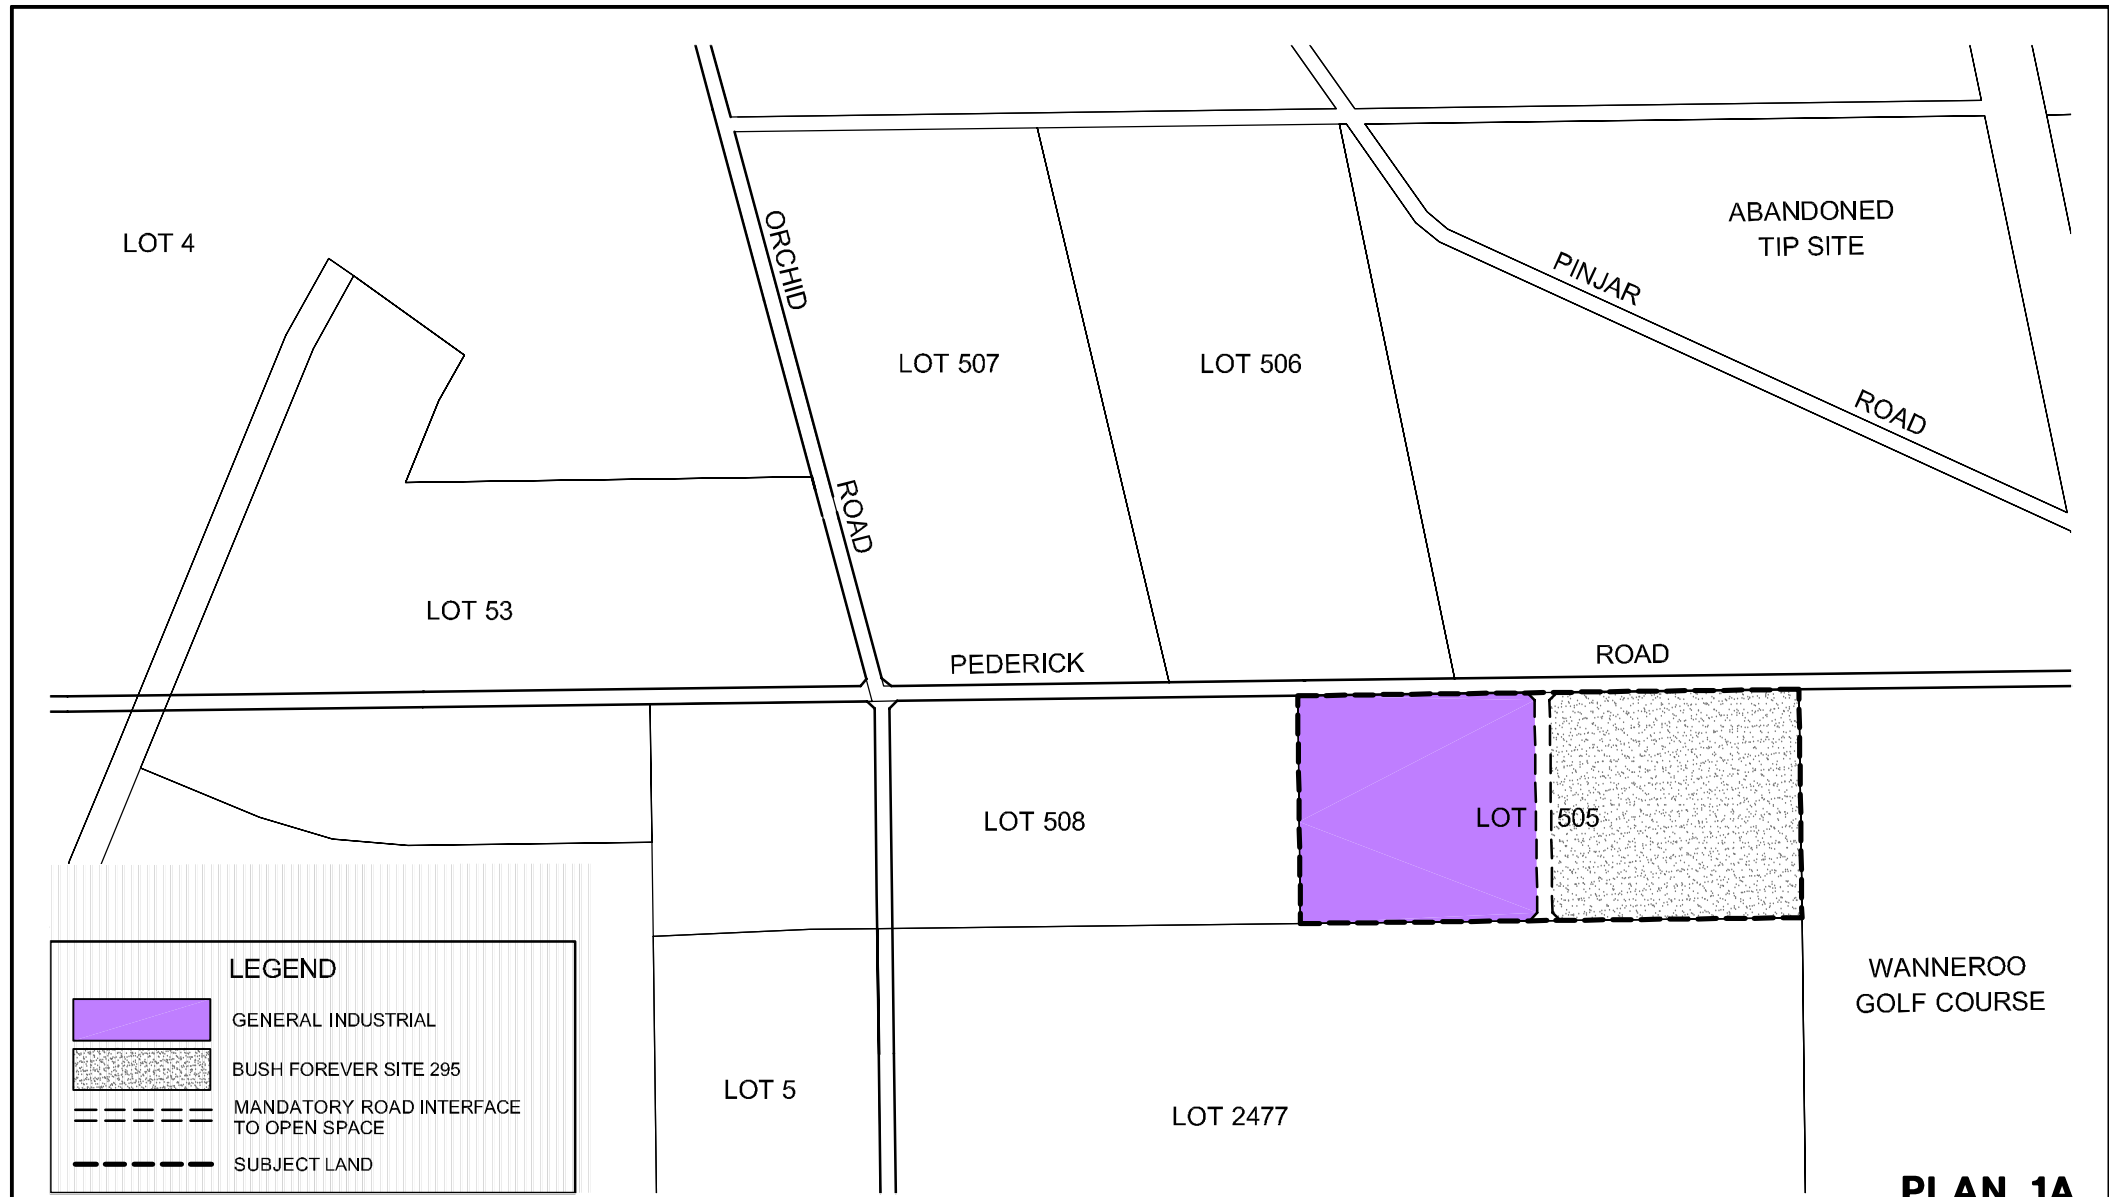 ABANDONED
TIP SITE
LOT 4
ORCHID
ROAD
PINJAR
ROAD
LOT 507
LOT 506
LOT 53
PEDERICK
ROAD
LOT 508
LOT 505
WANNEROO
GOLF COURSE
LOT 5
LOT 2477
LEGEND
GENERAL INDUSTRIAL
BUSH FOREVER SITE 295
MANDATORY ROAD INTERFACE
TO OPEN SPACE
SUBJECT LAND
PLAN 1A